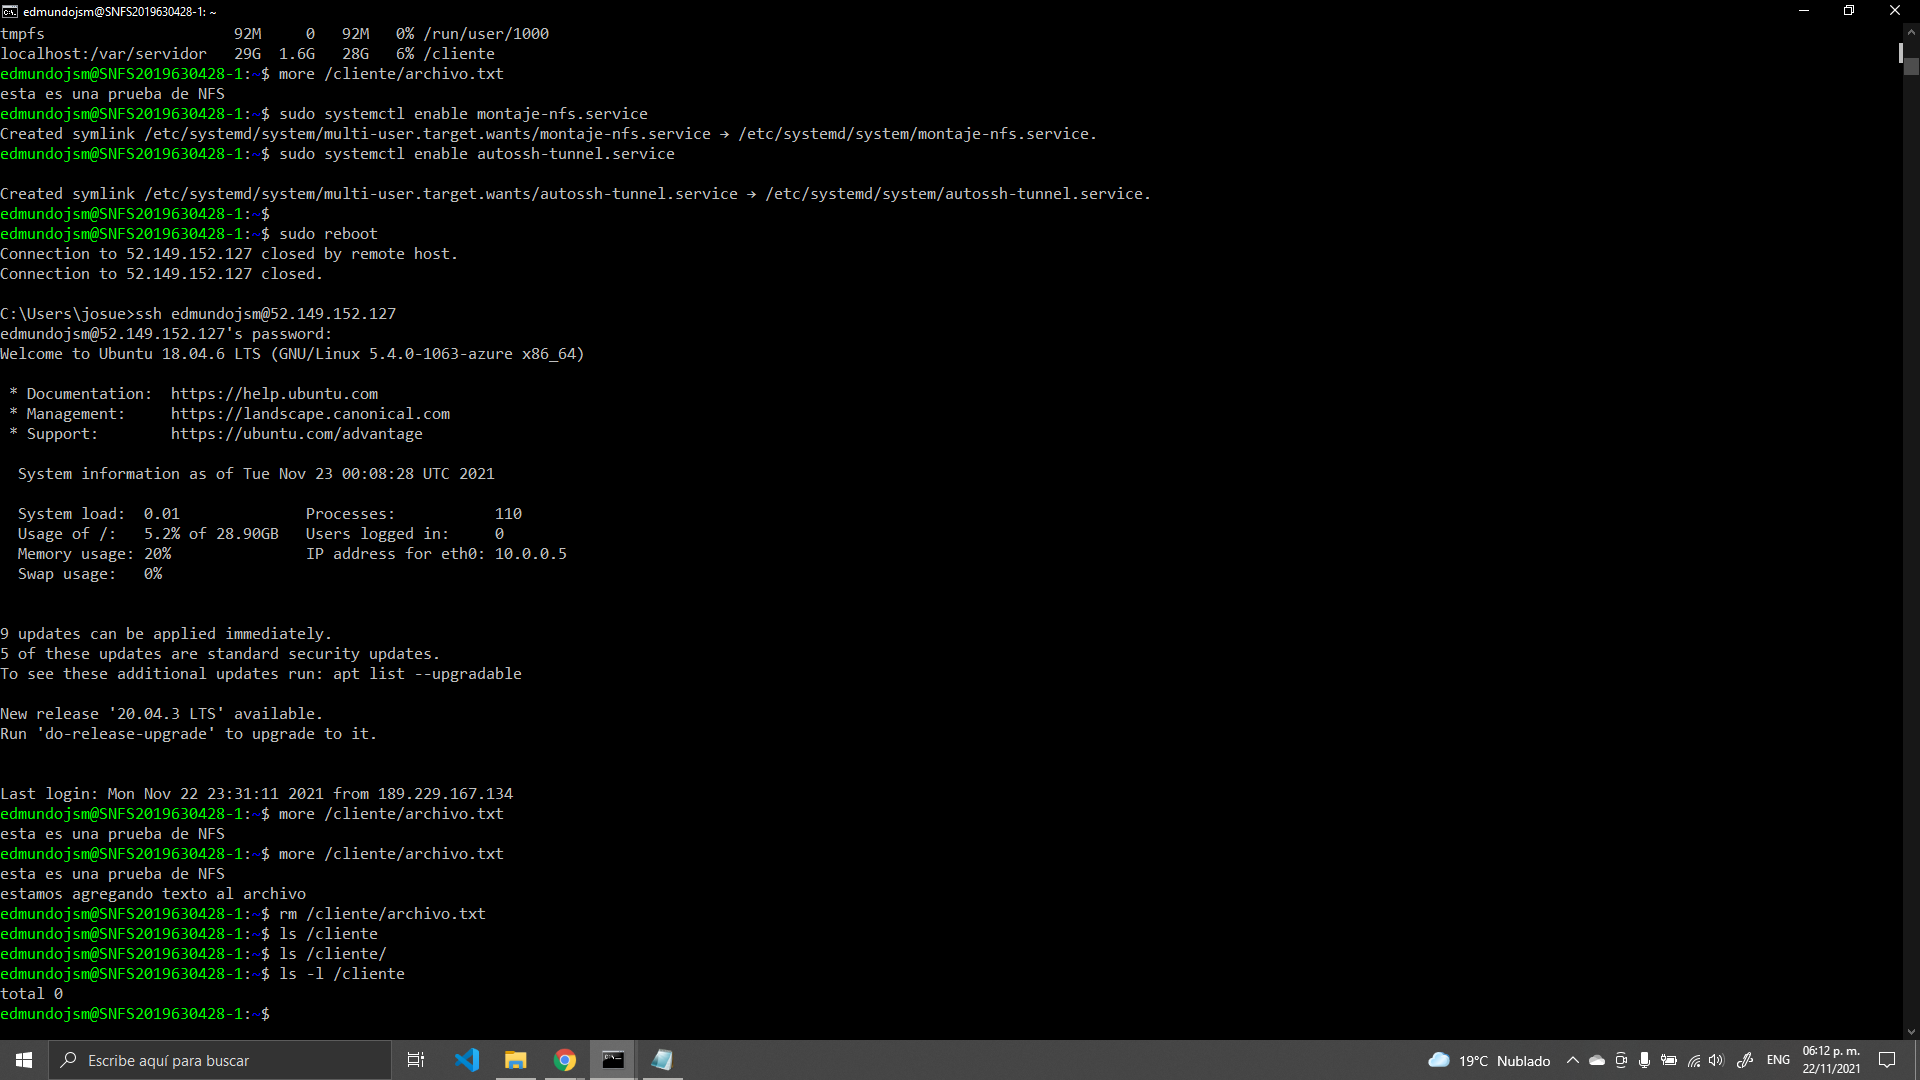 edmundojsm@SNFS2019630428-1: ~
tmpfs                     92M     0   92M   0% /run/user/1000
localhost:/var/servidor   29G  1.6G   28G   6% /cliente
edmundojsm@SNFS2019630428-1:~$ more /cliente/archivo.txt
esta es una prueba de NFS
edmundojsm@SNFS2019630428-1:~$ sudo systemctl enable montaje-nfs.service
Created symlink /etc/systemd/system/multi-user.target.wants/montaje-nfs.service → /etc/systemd/system/montaje-nfs.service.
edmundojsm@SNFS2019630428-1:~$ sudo systemctl enable autossh-tunnel.service
Created symlink /etc/systemd/system/multi-user.target.wants/autossh-tunnel.service → /etc/systemd/system/autossh-tunnel.service.
edmundojsm@SNFS2019630428-1:~$
edmundojsm@SNFS2019630428-1:~$ sudo reboot
Connection to 52.149.152.127 closed by remote host.
Connection to 52.149.152.127 closed.
C:\Users\josue>ssh edmundojsm@52.149.152.127
edmundojsm@52.149.152.127's password:
Welcome to Ubuntu 18.04.6 LTS (GNU/Linux 5.4.0-1063-azure x86_64)
* Documentation:  https://help.ubuntu.com
* Management:     https://landscape.canonical.com
* Support:        https://ubuntu.com/advantage
System information as of Tue Nov 23 00:08:28 UTC 2021
System load:  0.01              Processes:           110
Usage of /:   5.2% of 28.90GB   Users logged in:     0
Memory usage: 20%               IP address for eth0: 10.0.0.5
Swap usage:   0%
9 updates can be applied immediately.
5 of these updates are standard security updates.
To see these additional updates run: apt list --upgradable
New release '20.04.3 LTS' available.
Run 'do-release-upgrade' to upgrade to it.
Last login: Mon Nov 22 23:31:11 2021 from 189.229.167.134
edmundojsm@SNFS2019630428-1:~$ more /cliente/archivo.txt
esta es una prueba de NFS
edmundojsm@SNFS2019630428-1:~$ more /cliente/archivo.txt
esta es una prueba de NFS
estamos agregando texto al archivo
edmundojsm@SNFS2019630428-1:~$ rm /cliente/archivo.txt
edmundojsm@SNFS2019630428-1:~$ ls /cliente
edmundojsm@SNFS2019630428-1:~$ ls /cliente/
edmundojsm@SNFS2019630428-1:~$ ls -l /cliente
total 0
edmundojsm@SNFS2019630428-1:~$
Escribe aquí para buscar
19°C Nublado
ENG
06:12 p. m.
22/11/2021